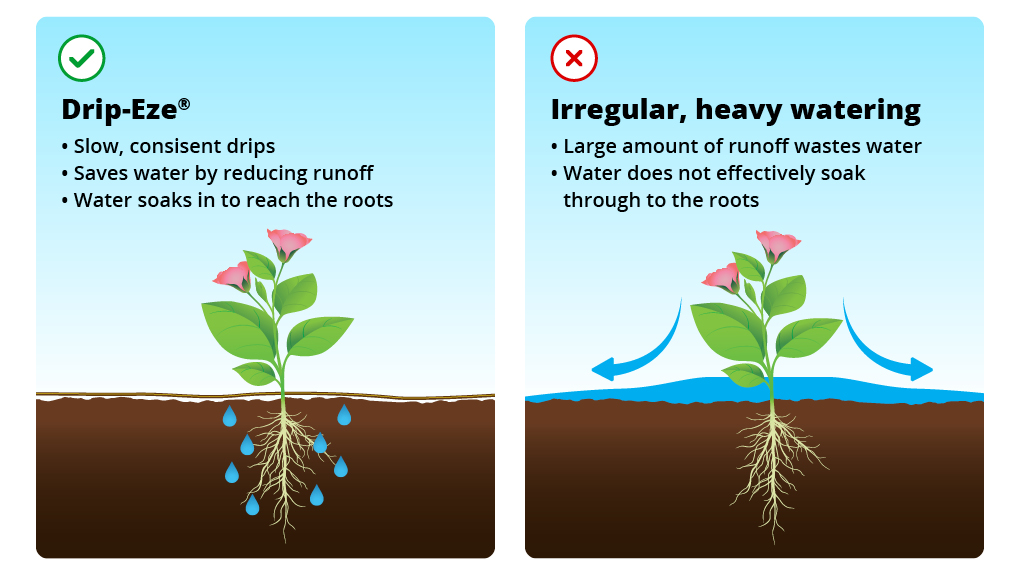 Drip-Eze®
• Slow, consisent drips
• Saves water by reducing runoff
• Water soaks in to reach the roots
Irregular, heavy watering
• Large amount of runoff wastes water
• Water does not effectively soak
through to the roots